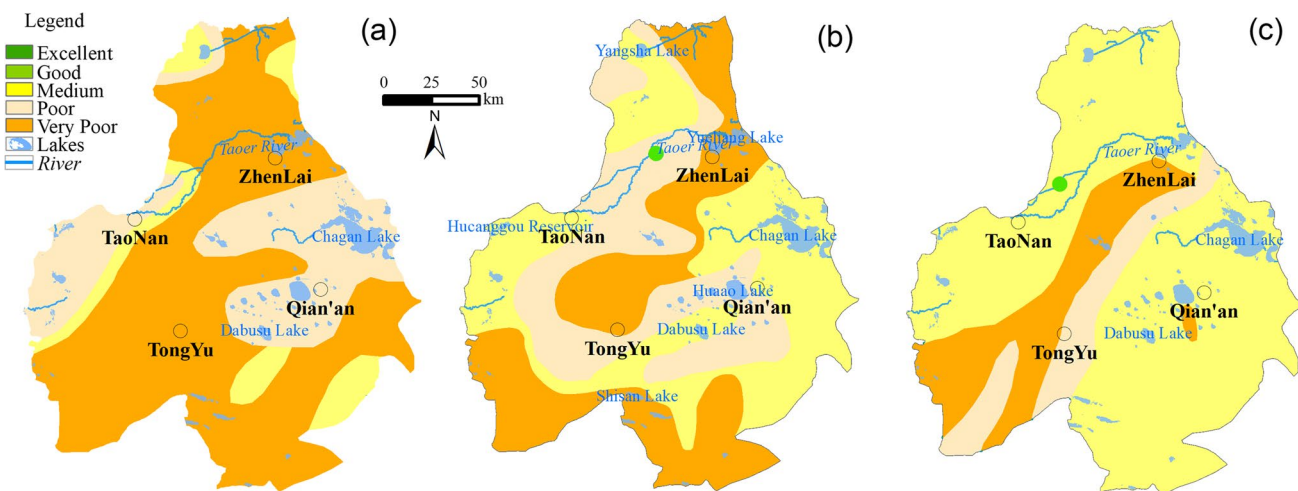 Legend
Excellent
Good
Medium
Poor
Very Poor
Lakes
River
(a)
0 25 50
km
N
Taoer River
ZhenLai
TaoNan
Chagan Lake
Qian'an
Dabusu Lake
TongYu
(b)
Yangsha Lake
Yueliang Lake
Taoer River
ZhenLai
Hucanggou Reservoir
TaoNan
Chagan Lake
Huaao Lake
Qian'an
Dabusu Lake
TongYu
Shisan Lake
(c)
Taoer River
ZhenLai
TaoNan
Chagan Lake
Qian'an
Dabusu Lake
TongYu